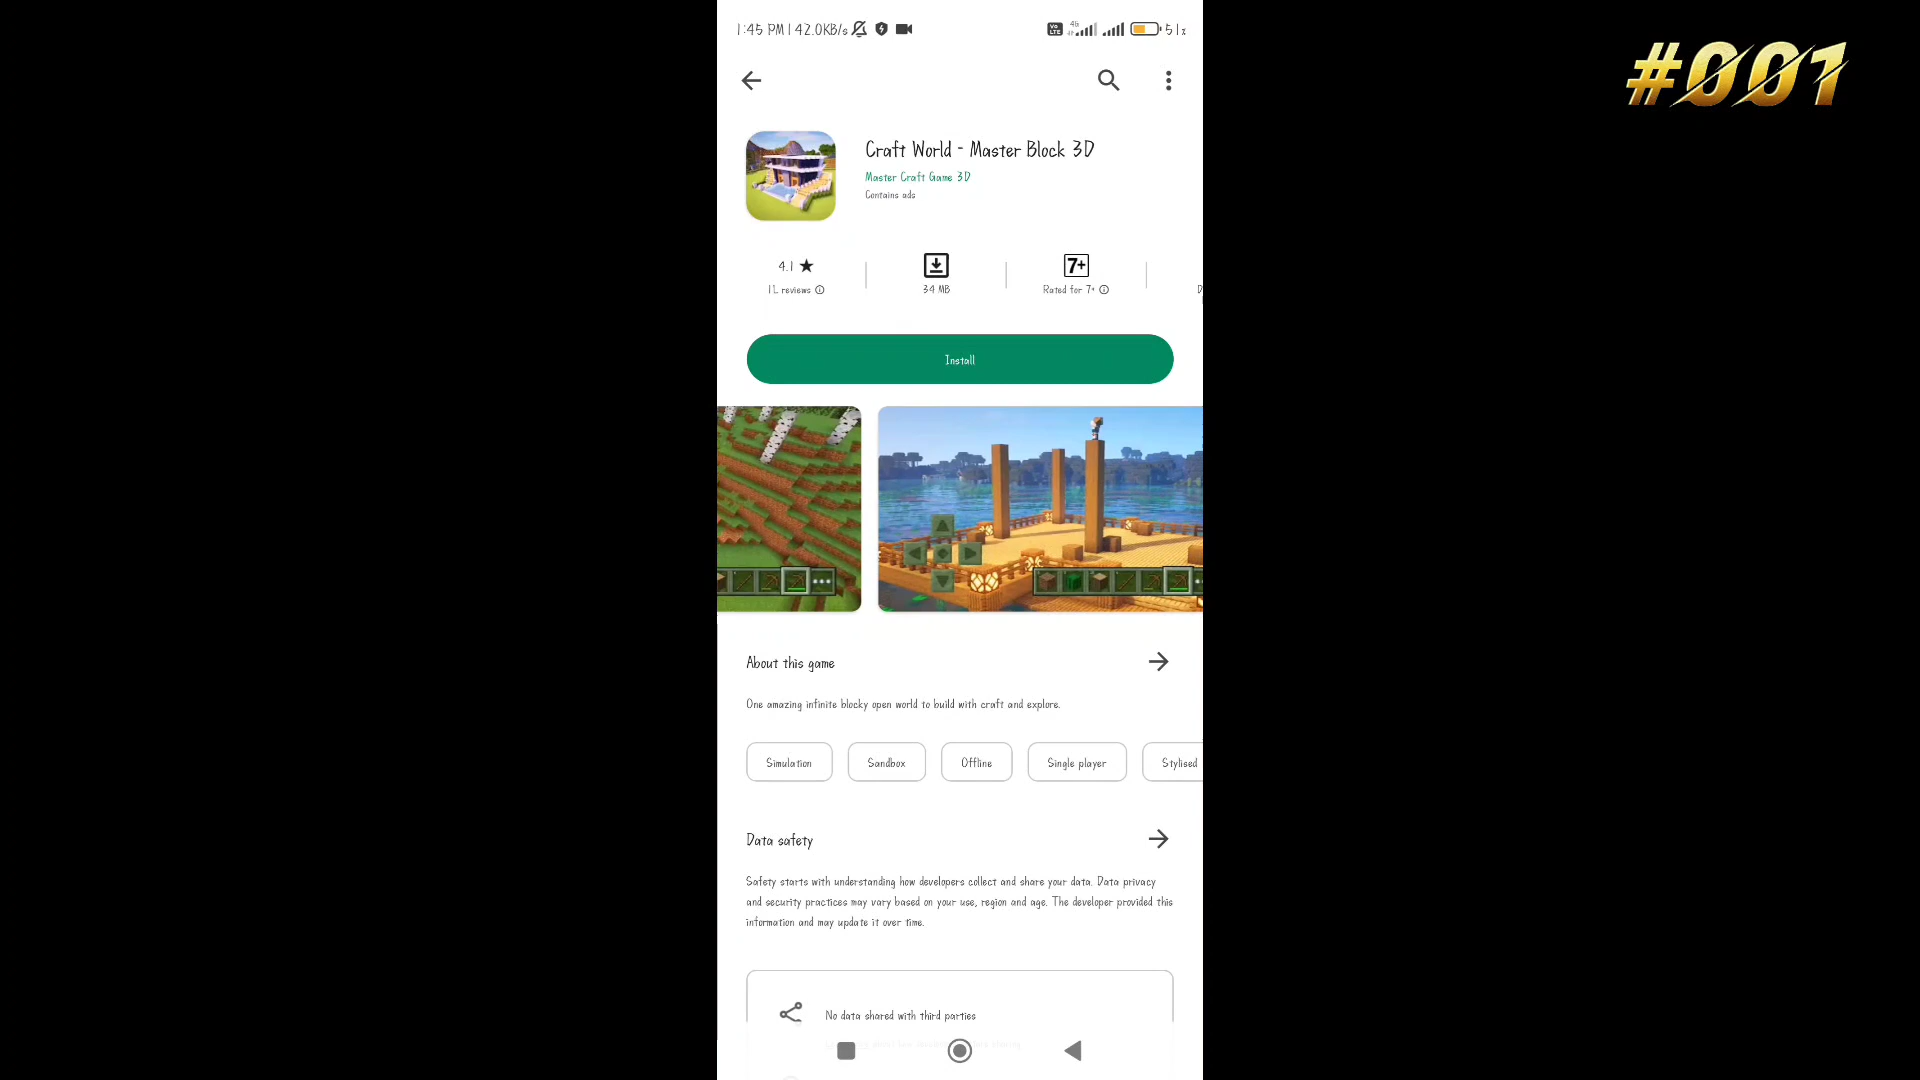 1:45 PM | 42.0KB/s
Vo LTE
4G
51%
#001
Craft World - Master Block 3D
Master Craft Game 3D
Contains ads
4.1 ★
1L reviews
34 MB
7+
Rated for 7+
Install
About this game
One amazing infinite blocky open world to build with craft and explore.
Simulation
Sandbox
Offline
Single player
Stylised
Data safety
Safety starts with understanding how developers collect and share your data. Data privacy
and security practices may vary based on your use, region and age. The developer provided this
information and may update it over time.
No data shared with third parties